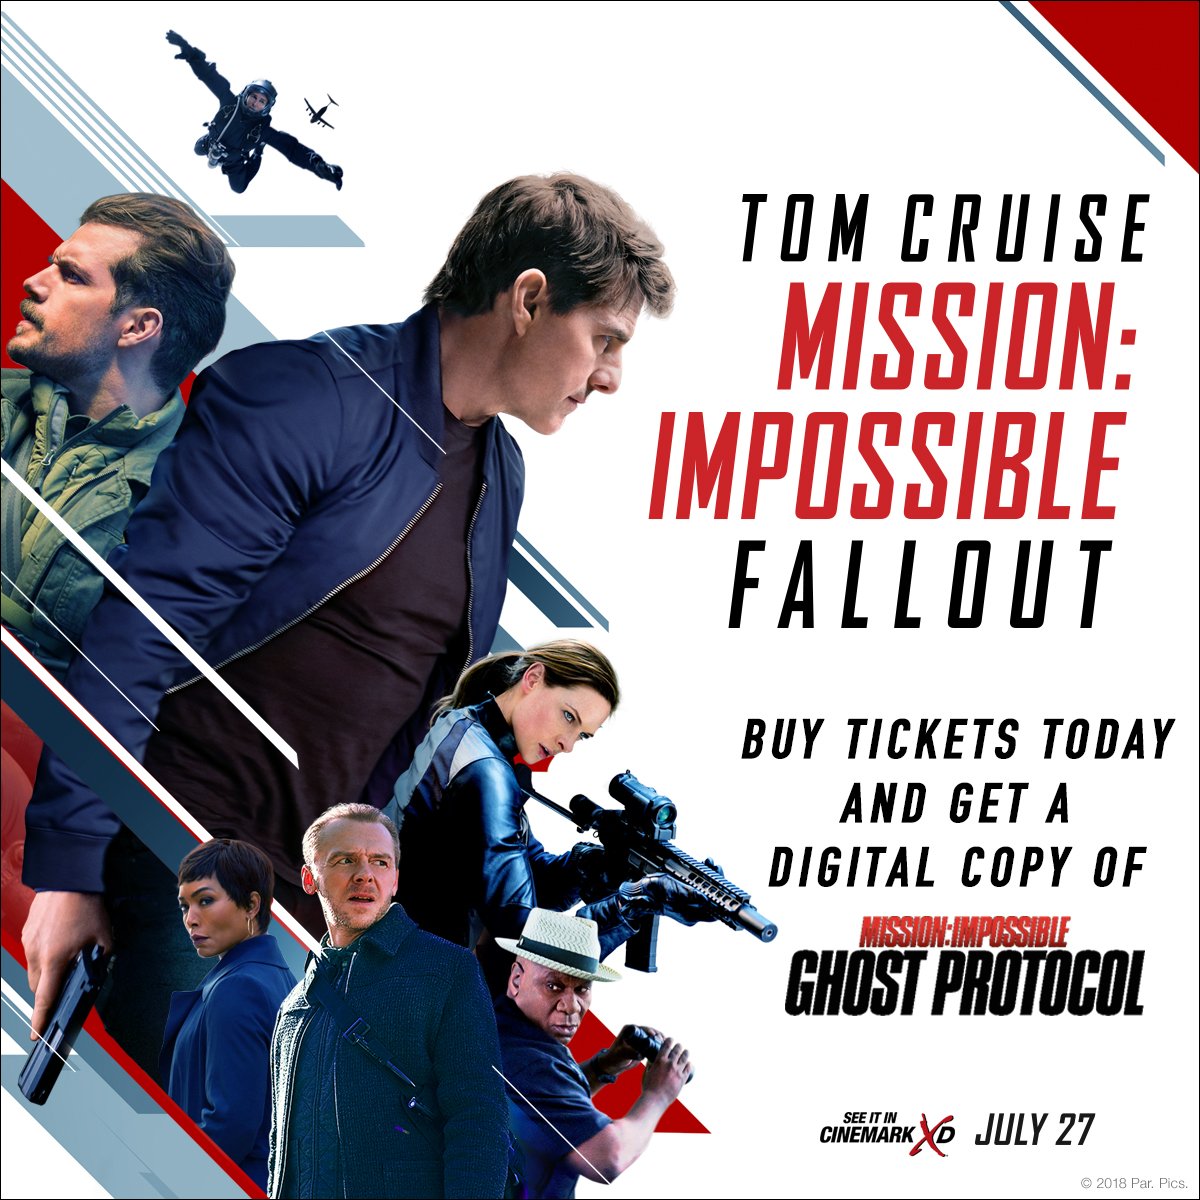 TOM CRUISE
MISSION:
IMPOSSIBLE
FALLOUT
BUY TICKETS TODAY
AND GET A
DIGITAL COPY OF
MISSION:IMPOSSIBLE
GHOST PROTOCOL
SEE IT IN
CINEMARK XD JULY 27
© 2018 Par. Pics.